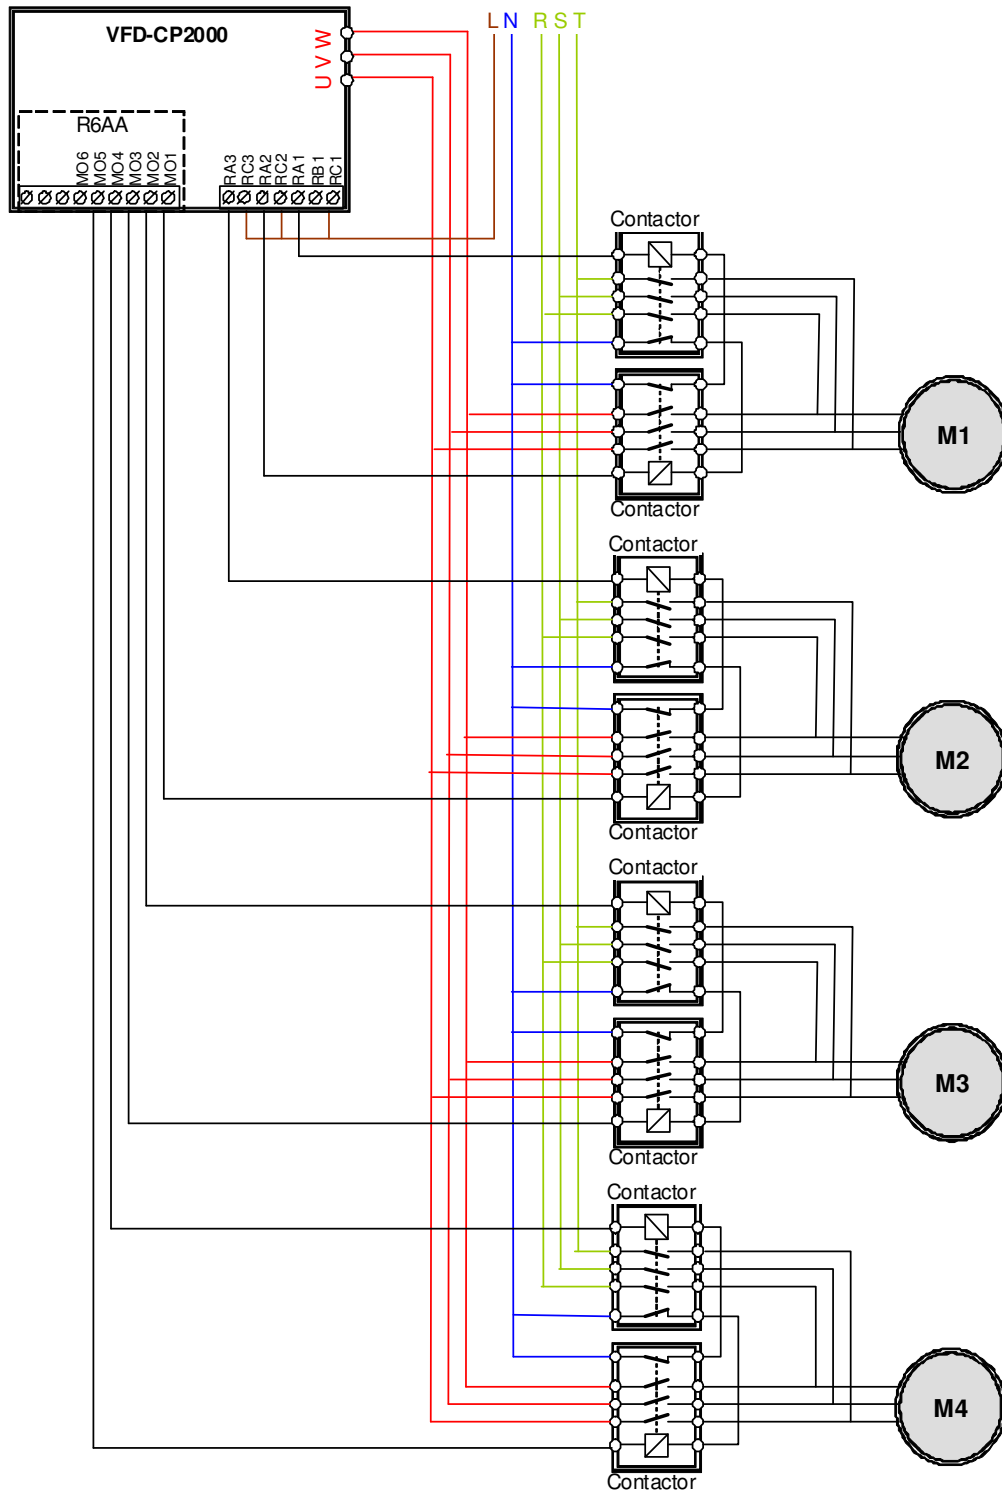 VFD-CP2000
U V W
L N R S T
R6AA
MO6
MO5
MO4
MO3
MO2
MO1
RA3
RC3
RA2
RC2
RA1
RB1
RC1
Contactor
M1
Contactor
Contactor
M2
Contactor
Contactor
M3
Contactor
Contactor
M4
Contactor